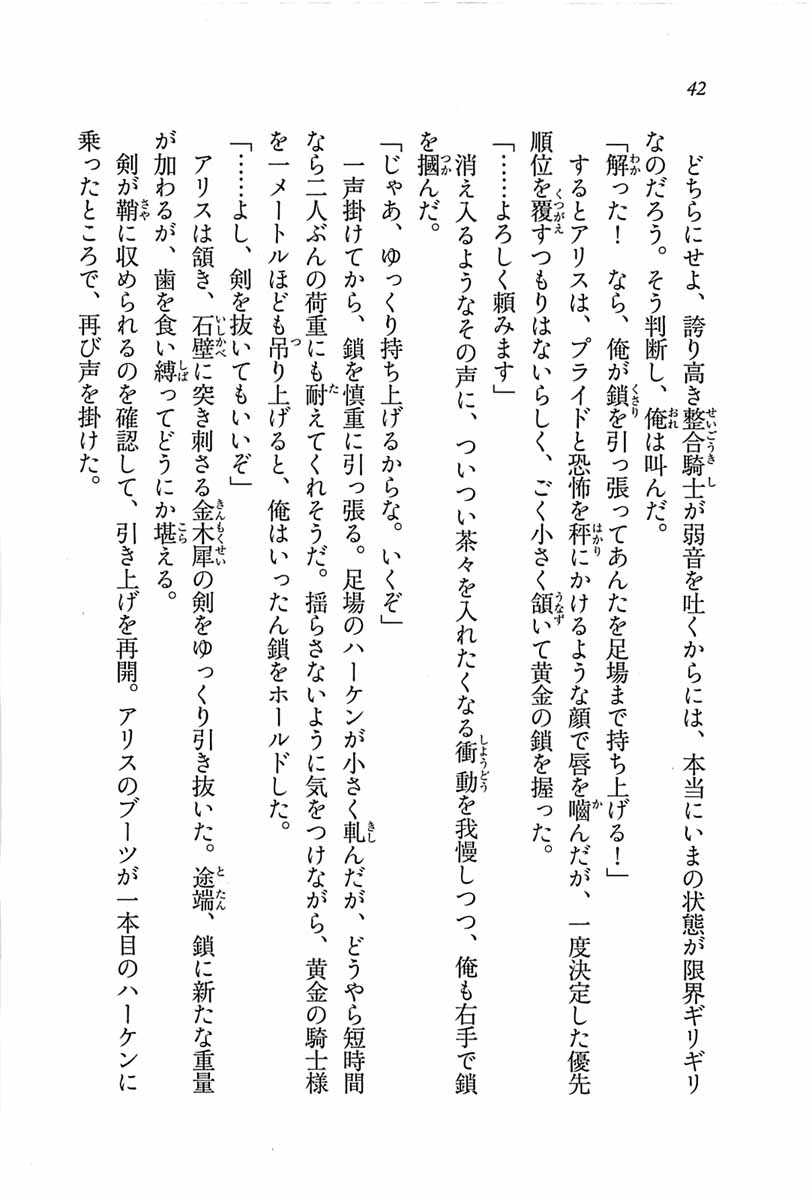 42
どちらにせよ、誇り高き整合騎士が弱音を吐くからには、本当にいまの状態が限界ギリギリ
なのだろう。そう判断し、俺は叫んだ。
「解った！　なら、俺が鎖を引っ張ってあんたを足場まで持ち上げる！」
するとアリスは、プライドと恐怖を秤にかけるような顔で唇を嚙んだが、一度決定した優先
順位を覆すつもりはないらしく、ごく小さく頷いて黄金の鎖を握った。
「……よろしく頼みます」
消え入るようなその声に、ついつい茶々を入れたくなる衝動を我慢しつつ、俺も右手で鎖
を摑んだ。
「じゃあ、ゆっくり持ち上げるからな。いくぞ」
一声掛けてから、鎖を慎重に引っ張る。足場のハーケンが小さく軋んだが、どうやら短時間
なら二人ぶんの荷重にも耐えてくれそうだ。揺らさないように気をつけながら、黄金の騎士様
を一メートルほども吊り上げると、俺はいったん鎖をホールドした。
「……よし、剣を抜いてもいいぞ」
アリスは頷き、石壁に突き刺さる金木犀の剣をゆっくり引き抜いた。途端、鎖に新たな重量
が加わるが、歯を食い縛ってどうにか堪える。
剣が鞘に収められるのを確認して、引き上げを再開。アリスのブーツが一本目のハーケンに
乗ったところで、再び声を掛けた。